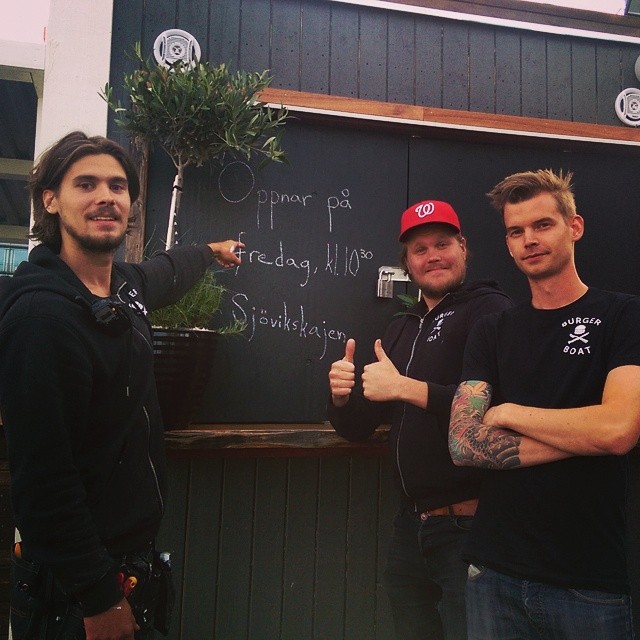 Öppnar på
fredag, kl. 10³⁰
Sjövikskajen
W
BURGER
BOAT
BURGER
BOAT